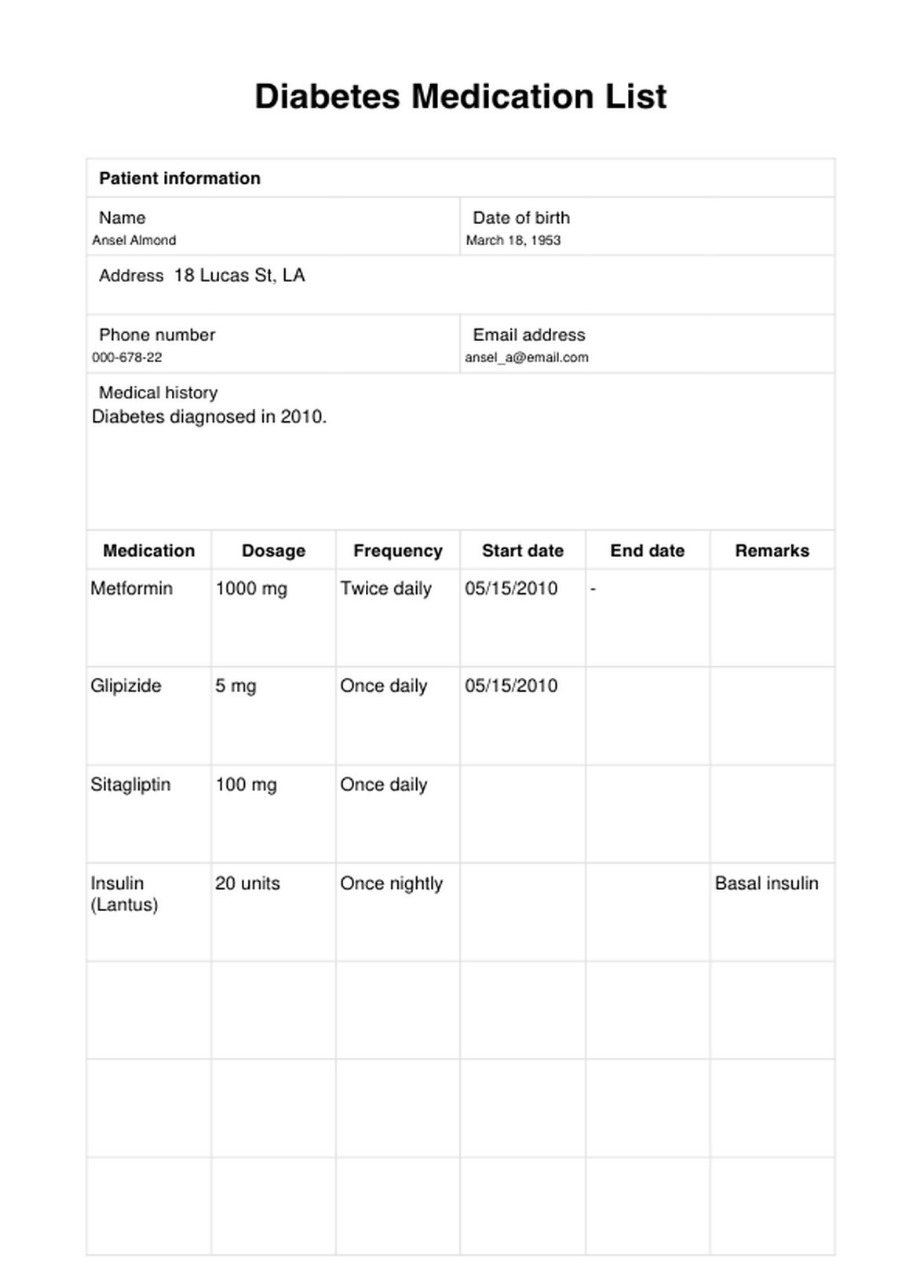 Diabetes Medication List
Patient information
Name Date of birth
Ansel Almond March 18, 1953
Address 18 Lucas St, LA
Phone number Email address
000-678-22 ansel_a@email.com
Medical history
Diabetes diagnosed in 2010.
Medication Dosage Frequency Start date End date Remarks
Metformin 1000 mg Twice daily 05/15/2010 -
Glipizide 5 mg Once daily 05/15/2010
Sitagliptin 100 mg Once daily
Insulin 20 units Once nightly Basal insulin
(Lantus)